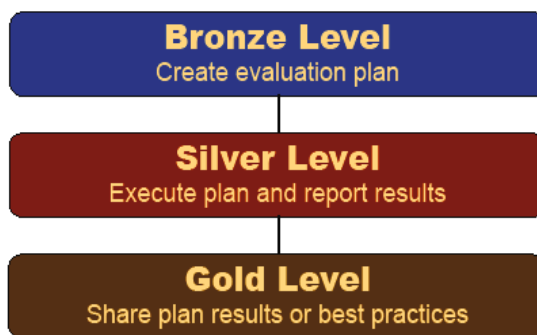 Bronze Level
Create evaluation plan
Silver Level
Execute plan and report results
Gold Level
Share plan results or best practices